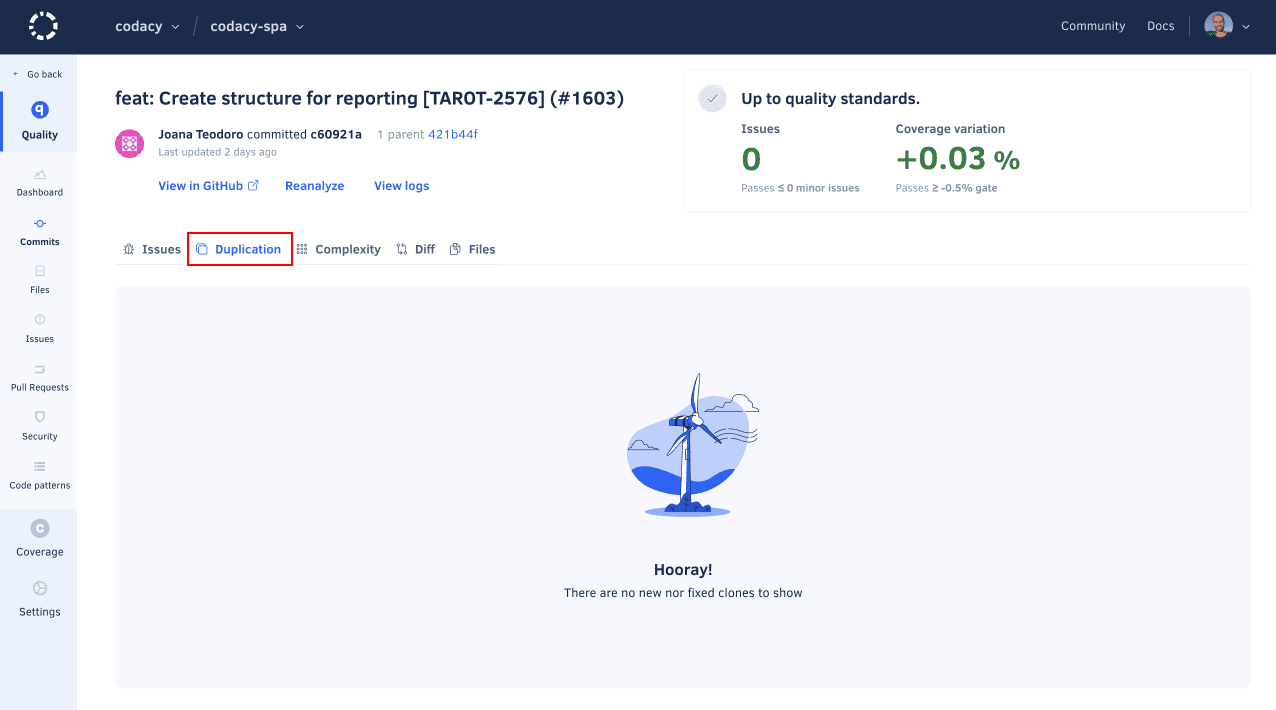 codacy / codacy-spa
Community Docs
Go back
Quality
Dashboard
Commits
Files
Issues
Pull Requests
Security
Code patterns
Coverage
Settings
feat: Create structure for reporting [TAROT-2576] (#1603)
Joana Teodoro committed c60921a 1 parent 421b44f
Last updated 2 days ago
View in GitHub Reanalyze View logs
Up to quality standards.
Issues Coverage variation
0 +0.03 %
Passes ≤ 0 minor issues Passes ≥ -0.5% gate
Issues Duplication Complexity Diff Files
Hooray!
There are no new nor fixed clones to show